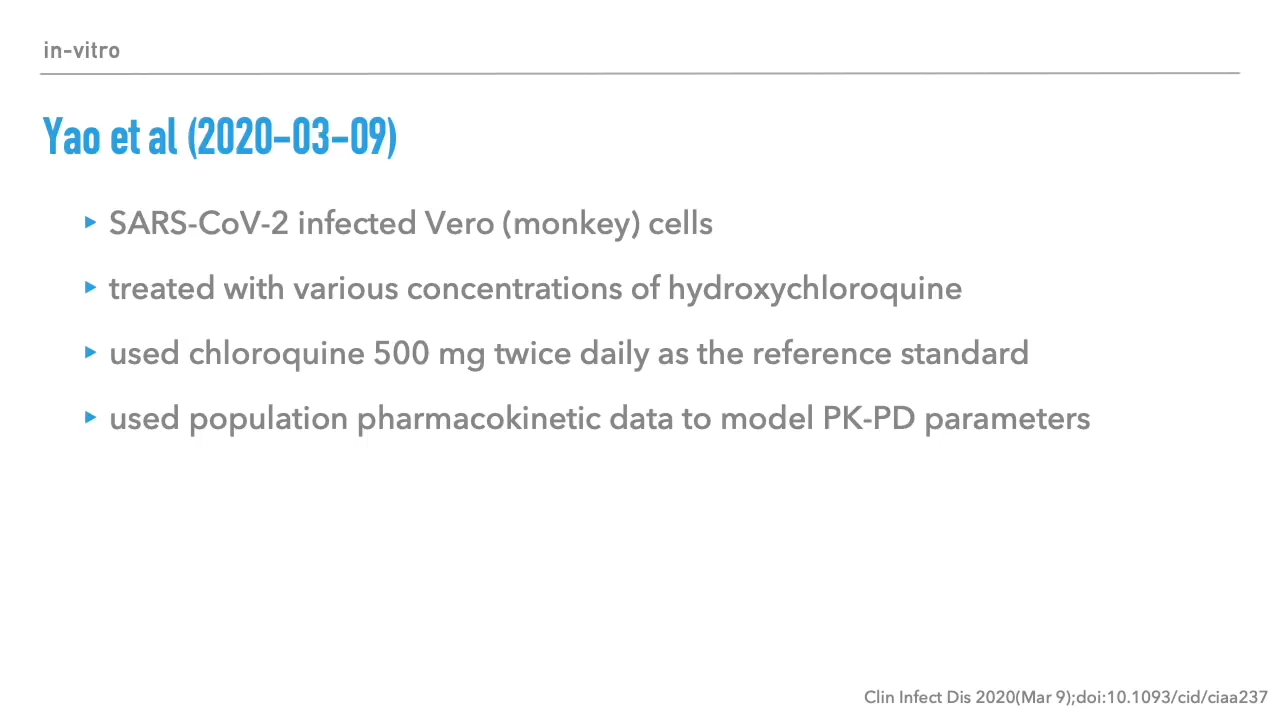 in-vitro
Yao et al (2020-03-09)
SARS-CoV-2 infected Vero (monkey) cells
treated with various concentrations of hydroxychloroquine
used chloroquine 500 mg twice daily as the reference standard
used population pharmacokinetic data to model PK-PD parameters
Clin Infect Dis 2020(Mar 9);doi:10.1093/cid/ciaa237